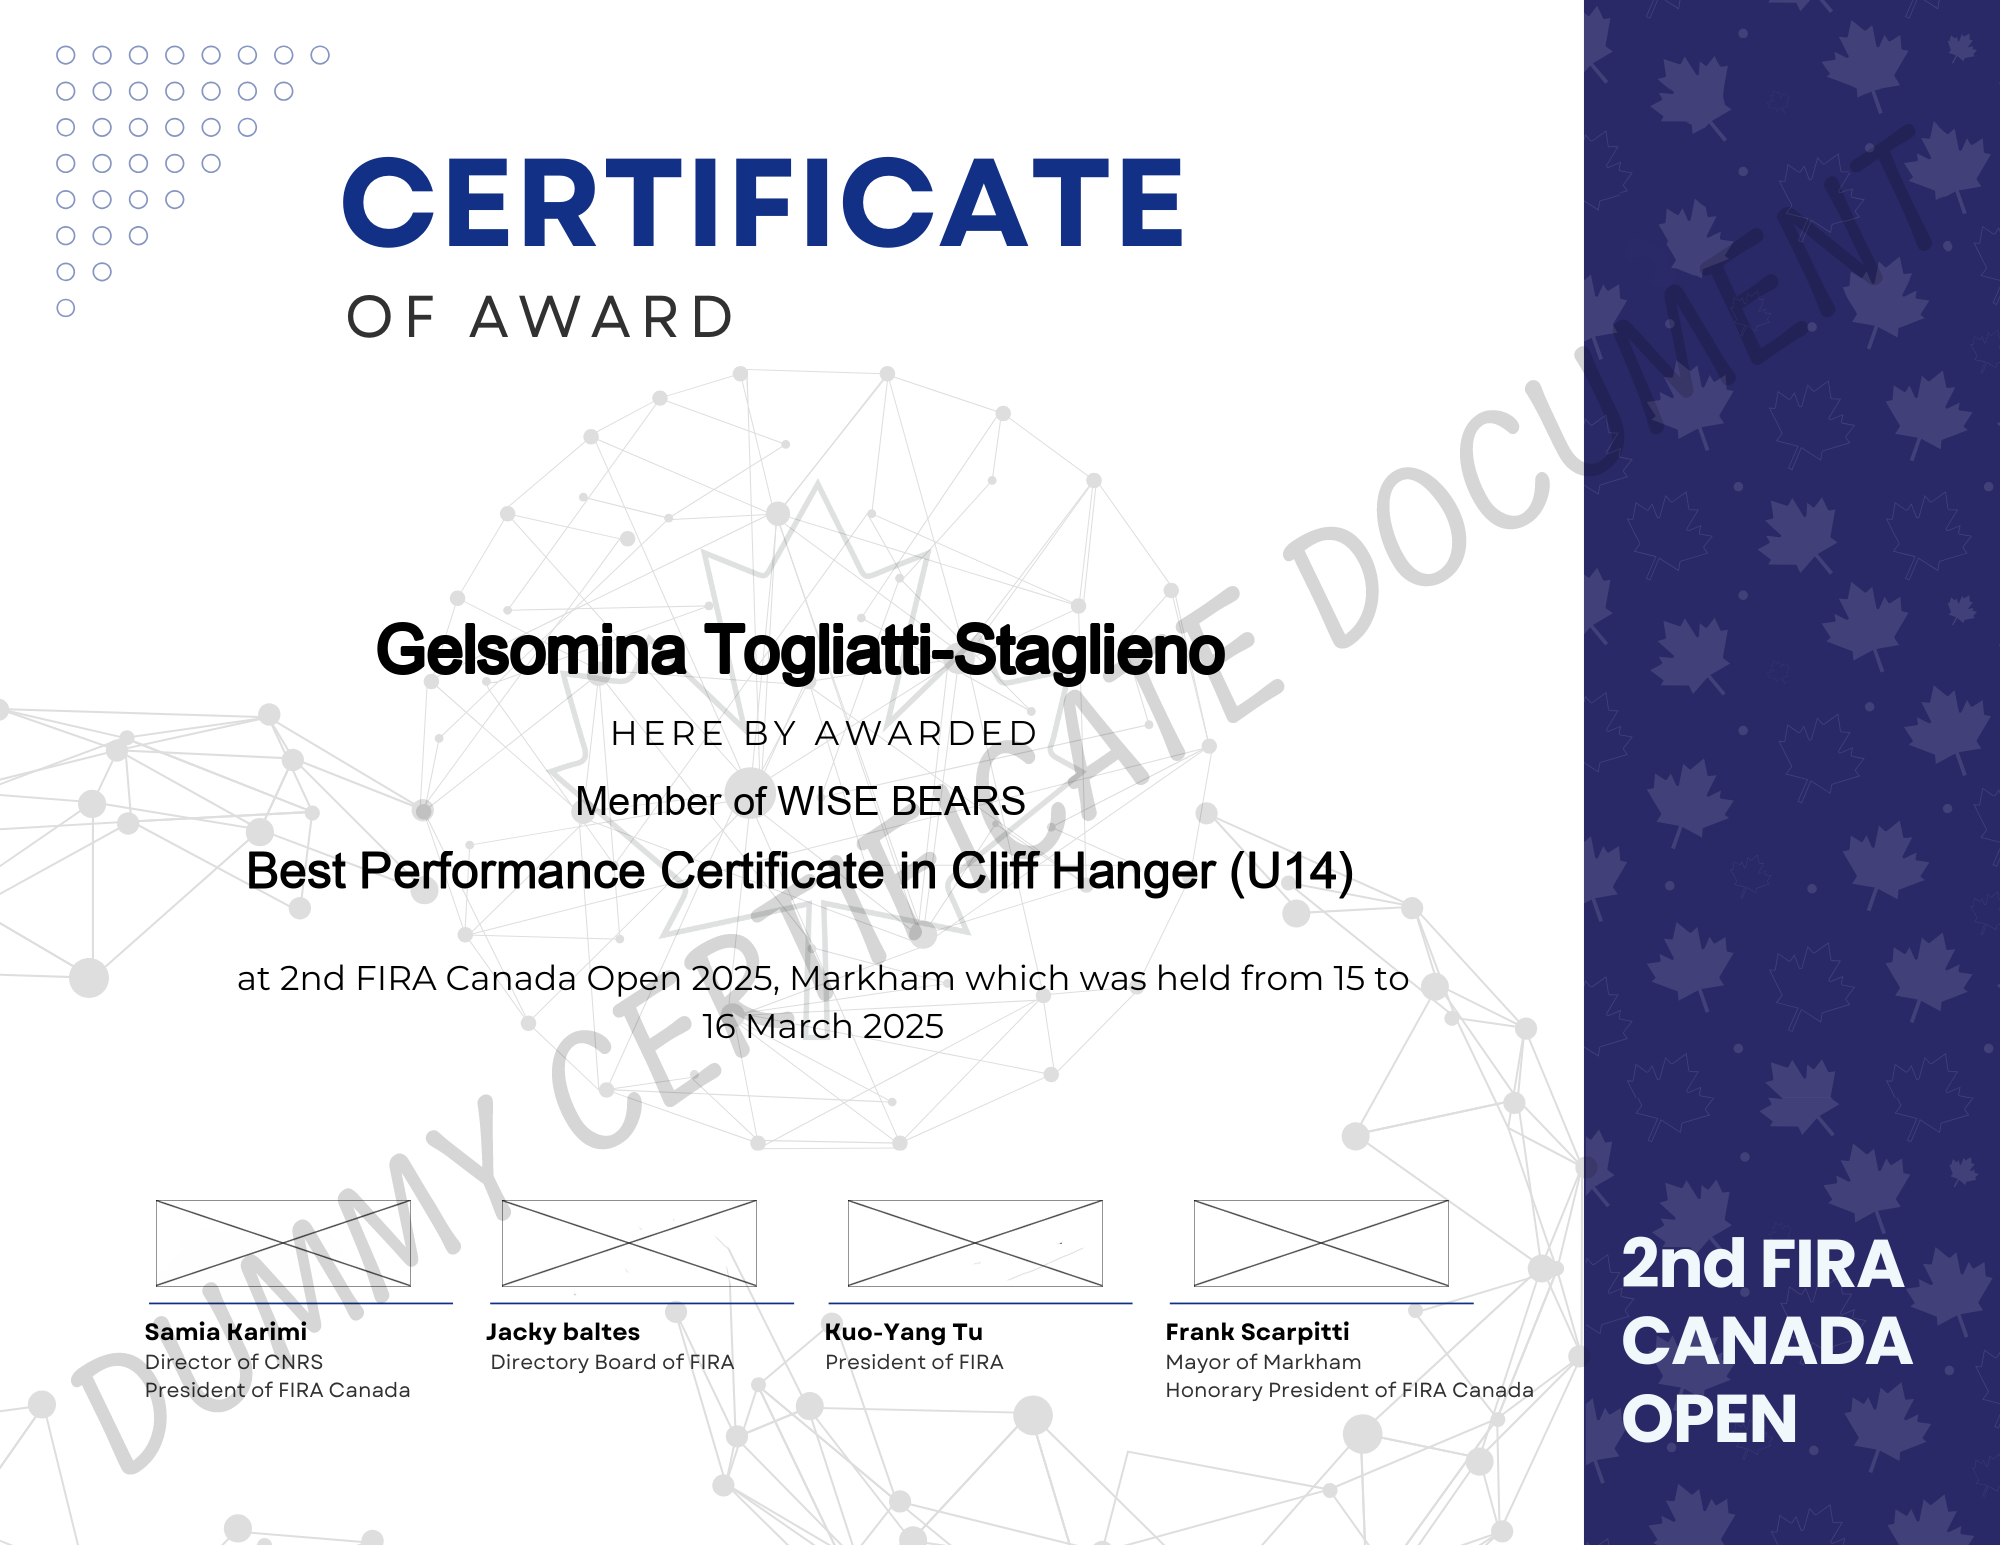 CERTIFICATE
OF AWARD
Gelsomina Togliatti-Staglieno
HERE BY AWARDED
Member of WISE BEARS
Best Performance Certificate in Cliff Hanger (U14)
at 2nd FIRA Canada Open 2025, Markham which was held from 15 to
16 March 2025
DUMMY CERTIFICATE DOCUMENT
Samia Karimi
Director of CNRS
President of FIRA Canada
Jacky baltes
Directory Board of FIRA
Kuo-Yang Tu
President of FIRA
Frank Scarpitti
Mayor of Markham
Honorary President of FIRA Canada
2nd FIRA
CANADA
OPEN